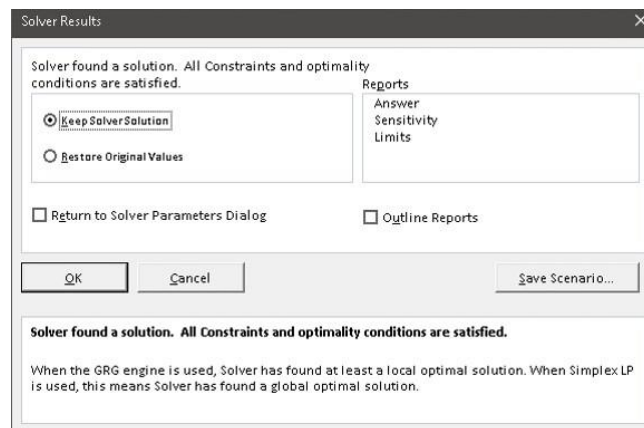 Solver Results
Solver found a solution.  All Constraints and optimality
conditions are satisfied.
Reports
Answer
Sensitivity
Limits
Keep Solver Solution
Restore Original Values
Return to Solver Parameters Dialog
Outline Reports
OK
Cancel
Save Scenario...
Solver found a solution.  All Constraints and optimality conditions are satisfied.
When the GRG engine is used, Solver has found at least a local optimal solution. When Simplex LP
is used, this means Solver has found a global optimal solution.